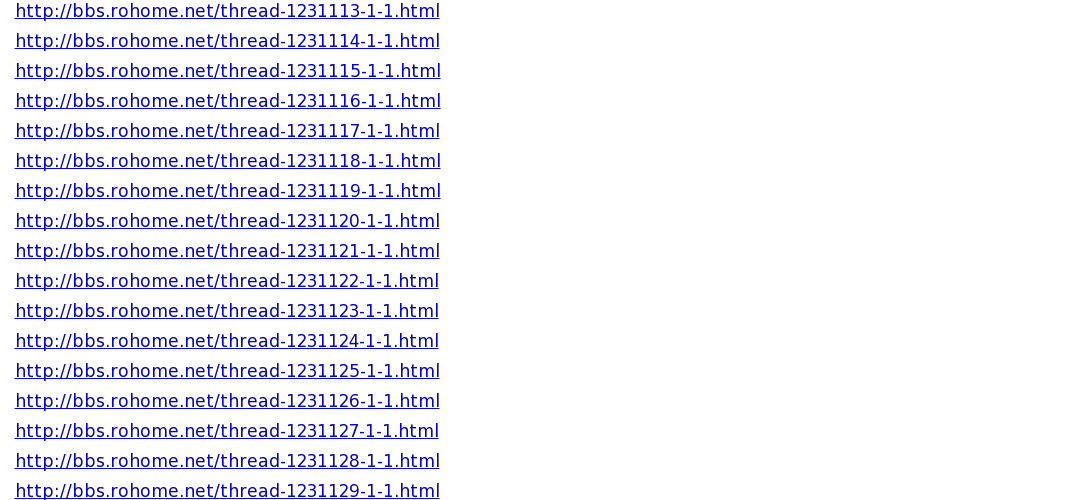 http://bbs.rohome.net/thread-1231113-1-1.html
http://bbs.rohome.net/thread-1231114-1-1.html
http://bbs.rohome.net/thread-1231115-1-1.html
http://bbs.rohome.net/thread-1231116-1-1.html
http://bbs.rohome.net/thread-1231117-1-1.html
http://bbs.rohome.net/thread-1231118-1-1.html
http://bbs.rohome.net/thread-1231119-1-1.html
http://bbs.rohome.net/thread-1231120-1-1.html
http://bbs.rohome.net/thread-1231121-1-1.html
http://bbs.rohome.net/thread-1231122-1-1.html
http://bbs.rohome.net/thread-1231123-1-1.html
http://bbs.rohome.net/thread-1231124-1-1.html
http://bbs.rohome.net/thread-1231125-1-1.html
http://bbs.rohome.net/thread-1231126-1-1.html
http://bbs.rohome.net/thread-1231127-1-1.html
http://bbs.rohome.net/thread-1231128-1-1.html
http://bbs.rohome.net/thread-1231129-1-1.html